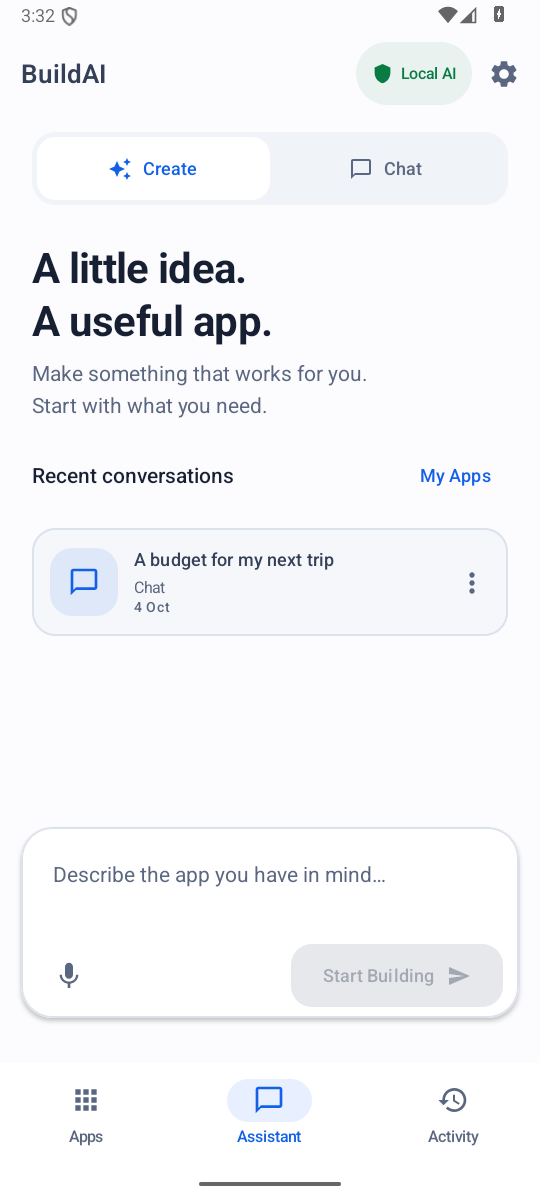 3:32
BuildAI
Local AI
Create
Chat
A little idea.
A useful app.
Make something that works for you.
Start with what you need.
Recent conversations
My Apps
A budget for my next trip
Chat
4 Oct
Describe the app you have in mind…
Start Building
Apps
Assistant
Activity